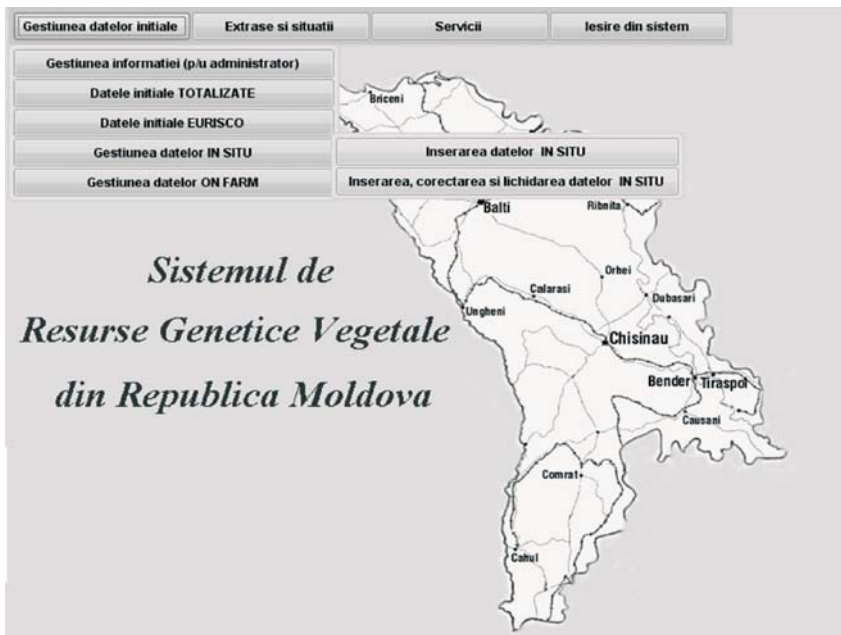 Gestiunea datelor initiale
Extrase si situatii
Servicii
Iesire din sistem
Gestiunea informatiei (p/u administrator)
Datele initiale TOTALIZATE
Datele initiale EURISCO
Gestiunea datelor IN SITU
Gestiunea datelor ON FARM
Inserarea datelor IN SITU
Inserarea, corectarea si lichidarea datelor IN SITU
Sistemul de
Resurse Genetice Vegetale
din Republica Moldova
Briceni
Balti
Ribnita
Orhei
Calarasi
Dubasari
Ungheni
Chisinau
Bender
Tiraspol
Causani
Comrat
Cahul